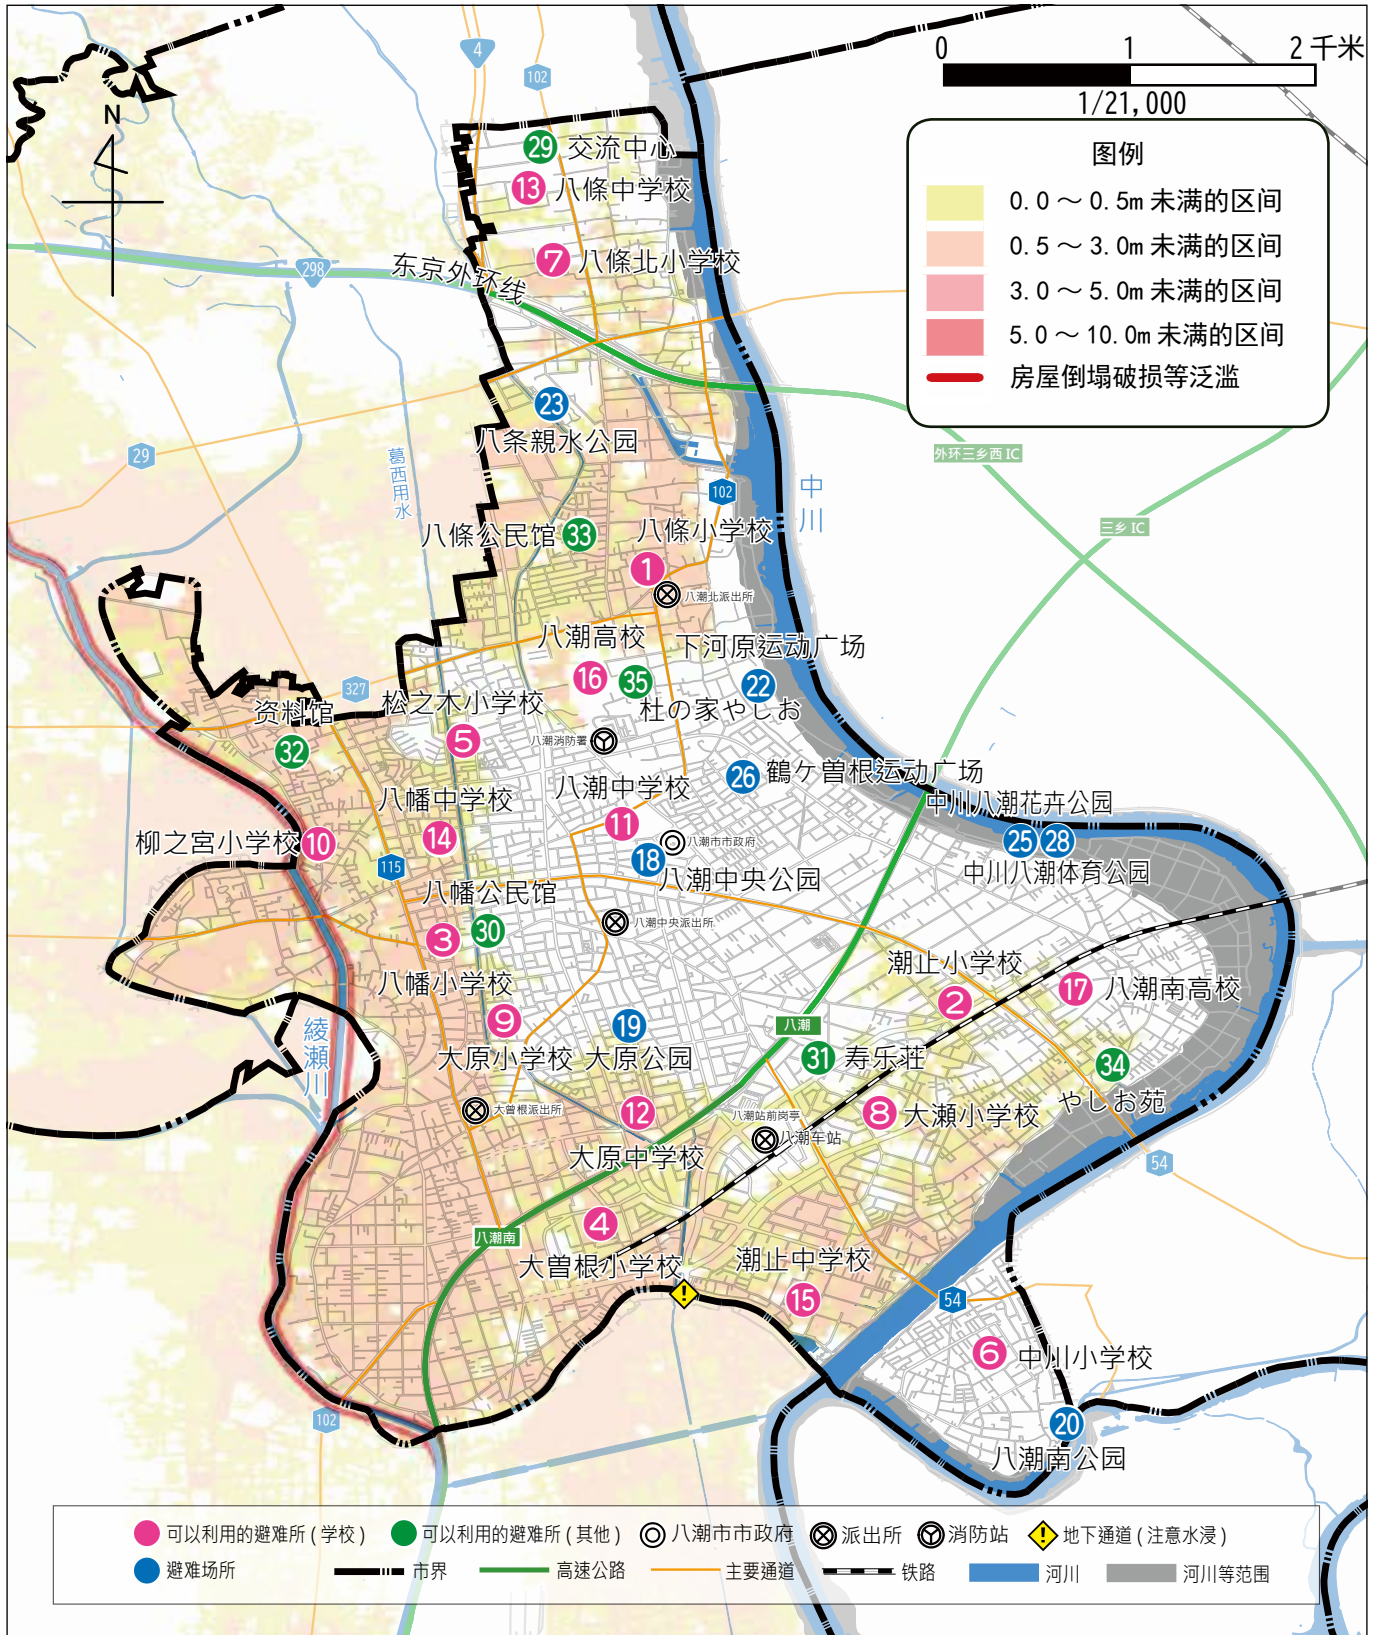 0 1 2 千米
1/21,000
N
图例
0.0～0.5m 未满的区间
0.5～3.0m 未满的区间
3.0～5.0m 未满的区间
5.0～10.0m 未满的区间
房屋倒塌破损等泛滥
4
102
29 交流中心
13 八條中学校
7 八條北小学校
东京外环线
298
23
八条親水公园
29
葛西用水
外环三乡西 IC
中川
102
三乡 IC
八條公民馆 33
八條小学校
1
八潮北派出所
八潮高校
16
35
杜の家やしお
下河原运动广场
22
327
松之木小学校
5
八潮消防署
资料馆
32
26 鶴ケ曽根运动广场
八潮中学校
11
八幡中学校
14
中川八潮花卉公园
25 28
中川八潮体育公园
柳之宮小学校 10
115
八潮市市政府
18
八潮中央公园
八幡公民馆
30
3
八幡小学校
八潮中央派出所
潮止小学校
2
17 八潮南高校
9
大原小学校
19
大原公园
八潮
31 寿乐荘
34
やしお苑
綾瀬川
大曽根派出所
12
大原中学校
八潮站前岗亭
八潮车站
8 大瀬小学校
54
4
大曽根小学校
八潮南
潮止中学校
15
54
6 中川小学校
102
20
八潮南公园
可以利用的避难所 ( 学校 ) 可以利用的避难所 ( 其他 ) 八潮市市政府 派出所 消防站 地下通道 ( 注意水浸 )
避难场所 市界 高速公路 主要通道 铁路 河川 河川等范围